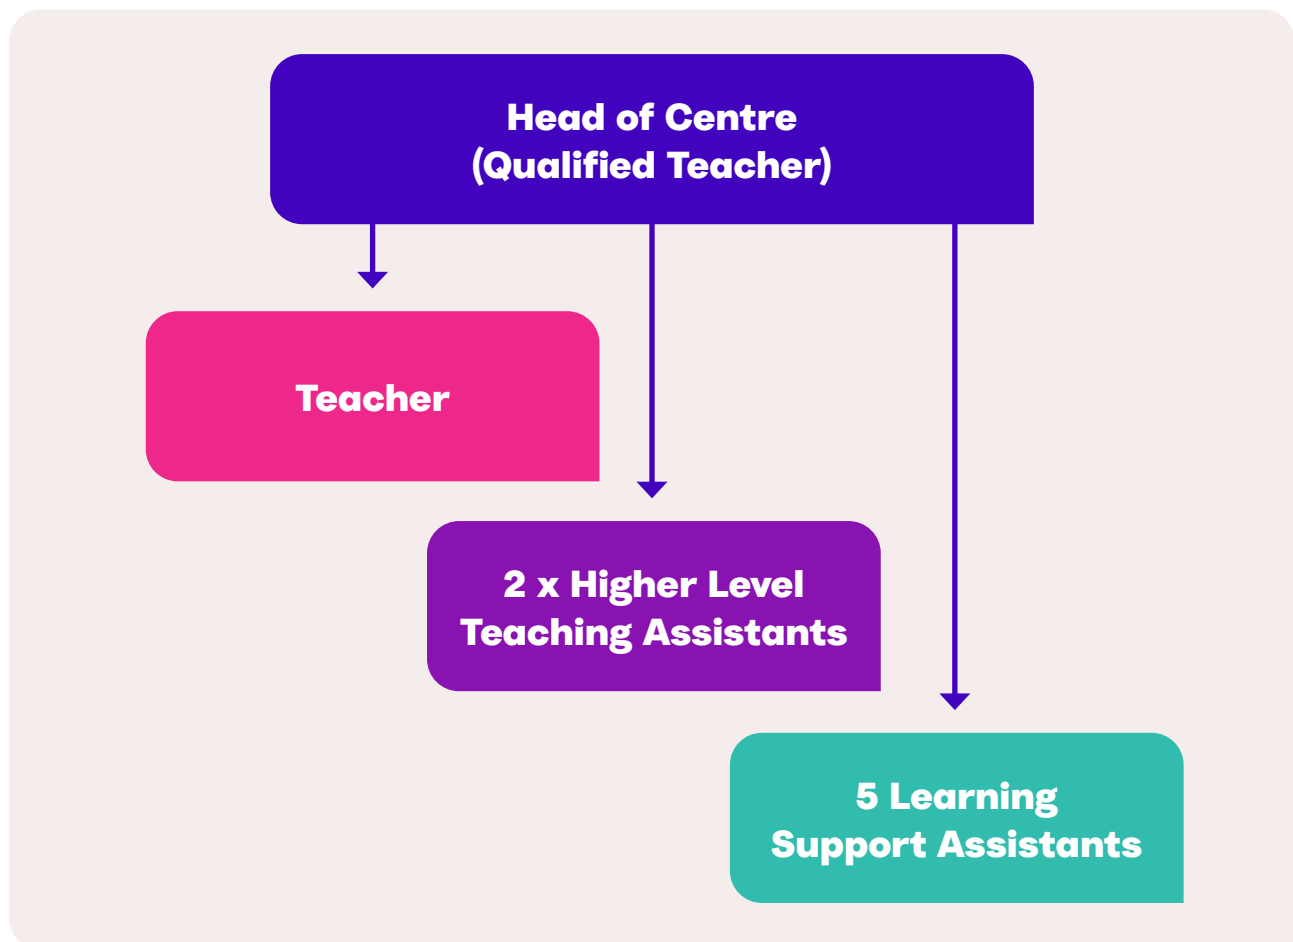 Head of Centre
(Qualified Teacher)
Teacher
2 x Higher Level
Teaching Assistants
5 Learning
Support Assistants